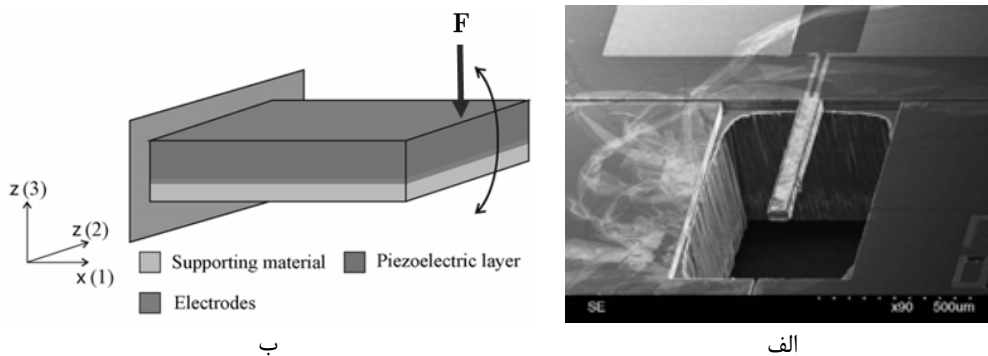 F
z (3)
z (2)
x (1)
Supporting material
Piezoelectric layer
Electrodes
ب
SE
x90 500um
الف